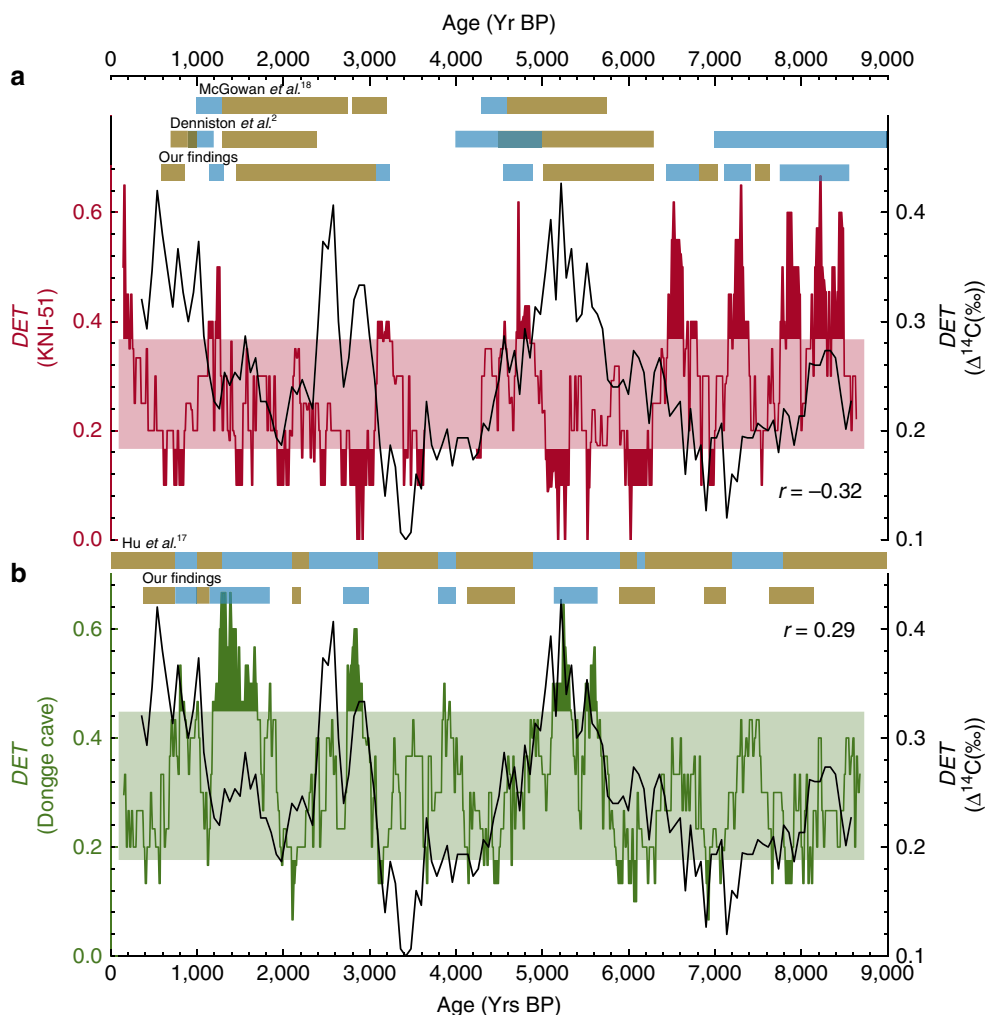 Age (Yr BP)
0 1,000 2,000 3,000 4,000 5,000 6,000 7,000 8,000 9,000
a
McGowan et al.18
Denniston et al.2
Our findings
0.6
0.4
0.2
0.0
DET
(KNI-51)
0.4
0.3
0.2
0.1
DET
(Δ14C(‰))
r = –0.32
Hu et al.17
b
Our findings
0.6
0.4
0.2
0.0
DET
(Dongge cave)
r = 0.29
0.4
0.3
0.2
0.1
DET
(Δ14C(‰))
0 1,000 2,000 3,000 4,000 5,000 6,000 7,000 8,000 9,000
Age (Yrs BP)